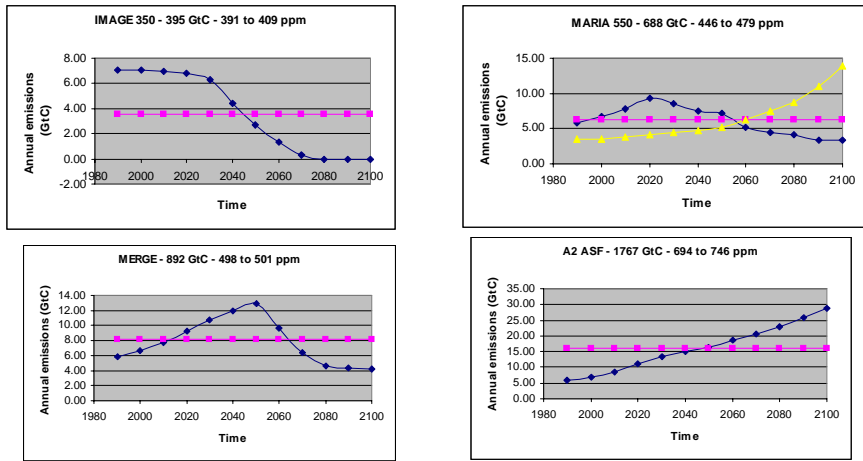 IMAGE 350 - 395 GtC - 391 to 409 ppm
Annual emissions
(GtC)
8.00
6.00
4.00
2.00
0.00
-2.00
1980 2000 2020 2040 2060 2080 2100
Time
MARIA 550 - 688 GtC - 446 to 479 ppm
Annual emissions
(GtC)
15.00
10.00
5.00
0.00
1980 2000 2020 2040 2060 2080 2100
Time
MERGE - 892 GtC - 498 to 501 ppm
Annual emissions (GtC)
14.00
12.00
10.00
8.00
6.00
4.00
2.00
0.00
1980 2000 2020 2040 2060 2080 2100
Time
A2 ASF - 1767 GtC - 694 to 746 ppm
Annual emissions (GtC)
35.00
30.00
25.00
20.00
15.00
10.00
5.00
0.00
1980 2000 2020 2040 2060 2080 2100
Time